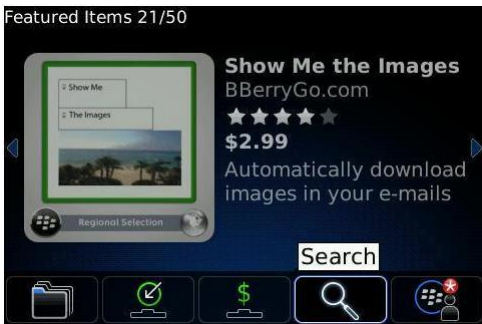 Featured Items 21/50
Show Me the Images
BBerryGo.com
$2.99
Automatically download
images in your e-mails
Show Me
The Images
Regional Selection
Search
$